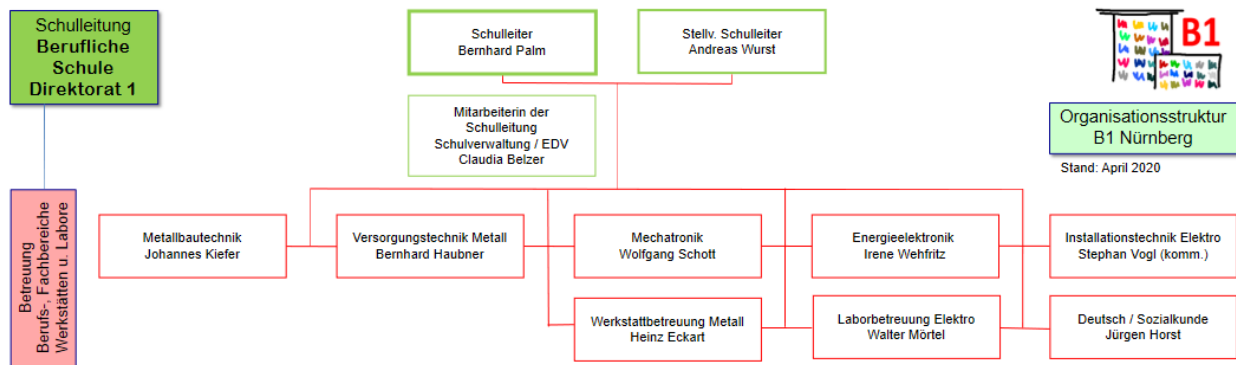 Schulleitung
Berufliche
Schule
Direktorat 1
Schulleiter
Bernhard Palm
Stellv. Schulleiter
Andreas Wurst
B1
Mitarbeiterin der
Schulleitung
Schulverwaltung / EDV
Claudia Belzer
Organisationsstruktur
B1 Nürnberg
Stand: April 2020
Betreuung
Berufs-, Fachbereiche
Werkstätten u. Labore
Metallbautechnik
Johannes Kiefer
Versorgungstechnik Metall
Bernhard Haubner
Mechatronik
Wolfgang Schott
Energieelektronik
Irene Wehfritz
Installationstechnik Elektro
Stephan Vogl (komm.)
Werkstattbetreuung Metall
Heinz Eckart
Laborbetreuung Elektro
Walter Mörtel
Deutsch / Sozialkunde
Jürgen Horst